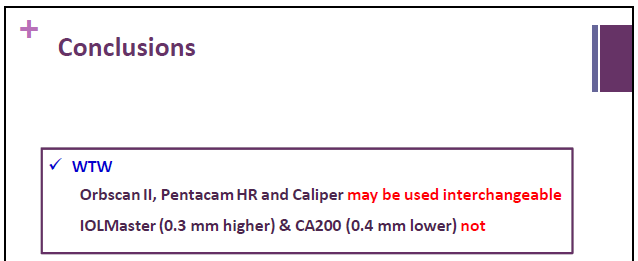 Conclusions
WTW
Orbscan II, Pentacam HR and Caliper may be used interchangeable
IOLMaster (0.3 mm higher) & CA200 (0.4 mm lower) not